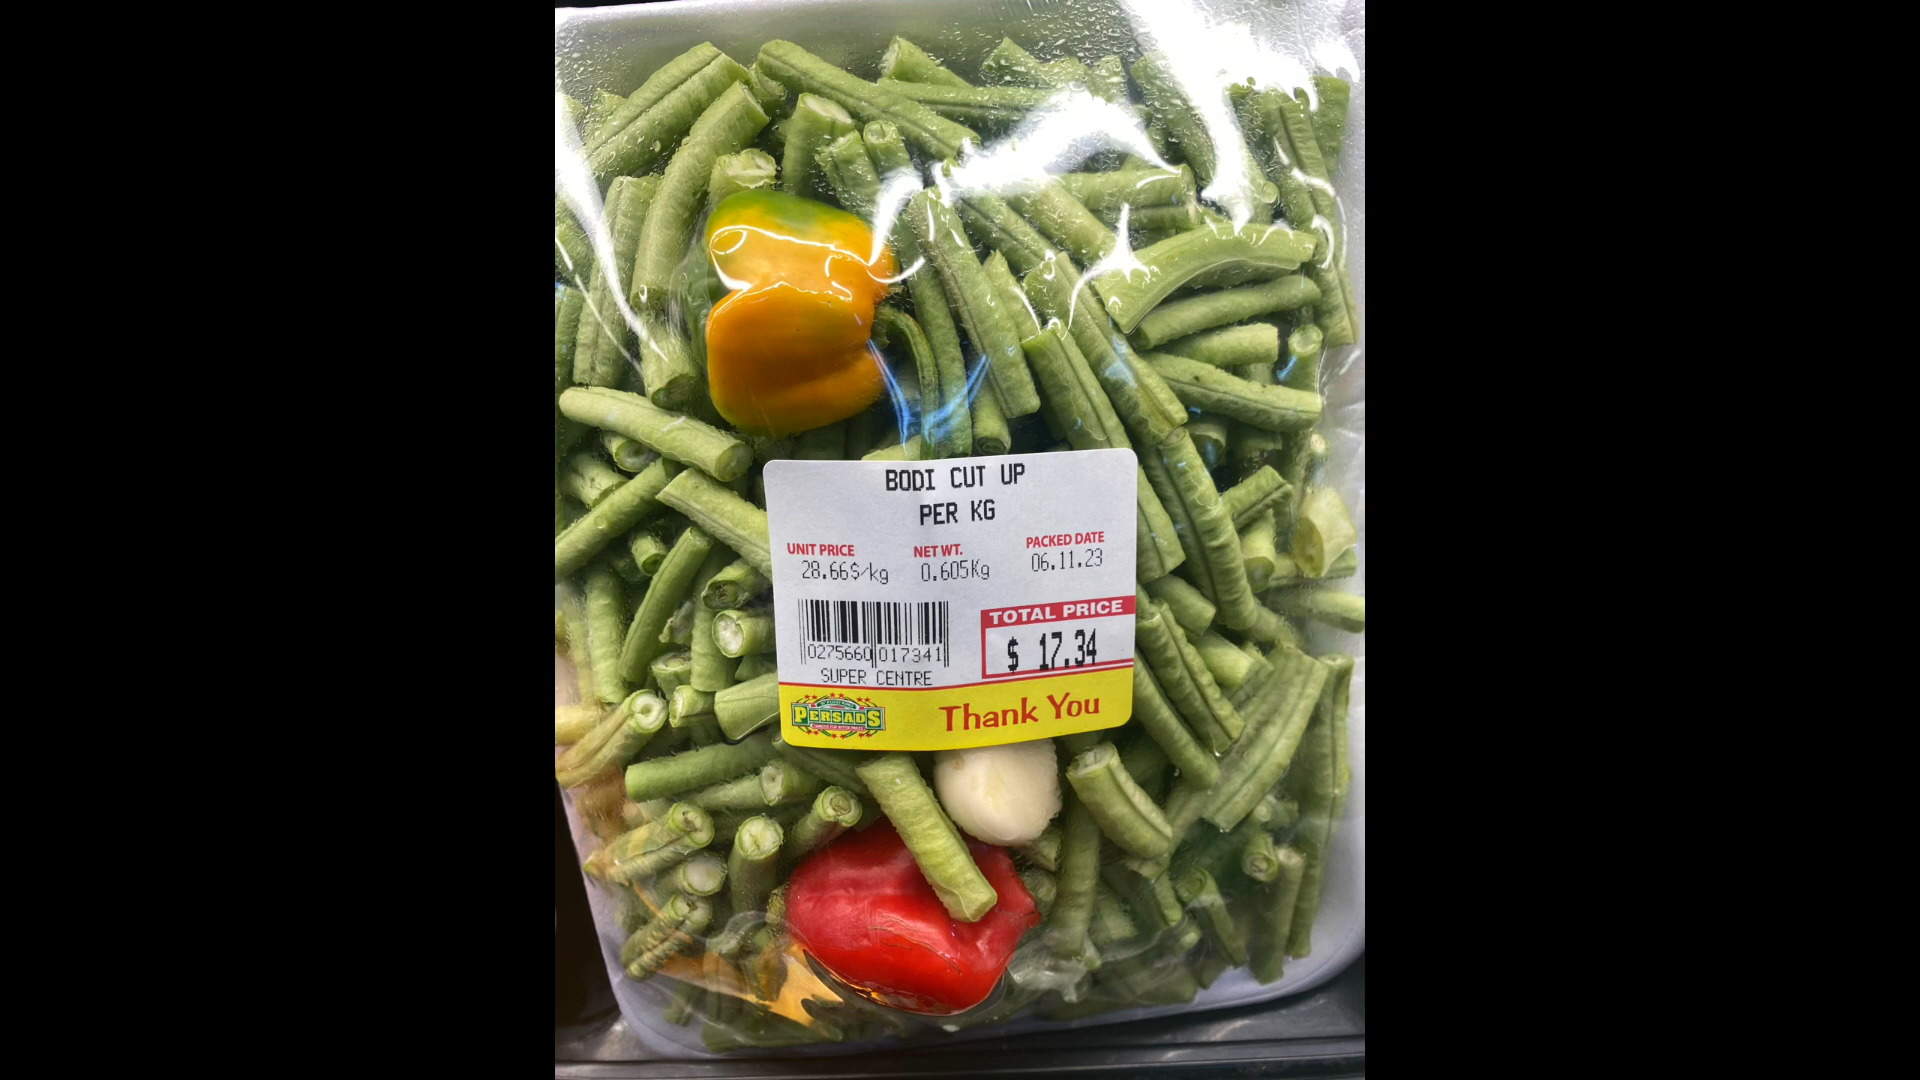 BODI CUT UP
PER KG
UNIT PRICE NET WT. PACKED DATE
28.66$/kg 0.605Kg 06.11.23
TOTAL PRICE
$ 17.34
0275660 017341
SUPER CENTRE
PERSADS
Thank You